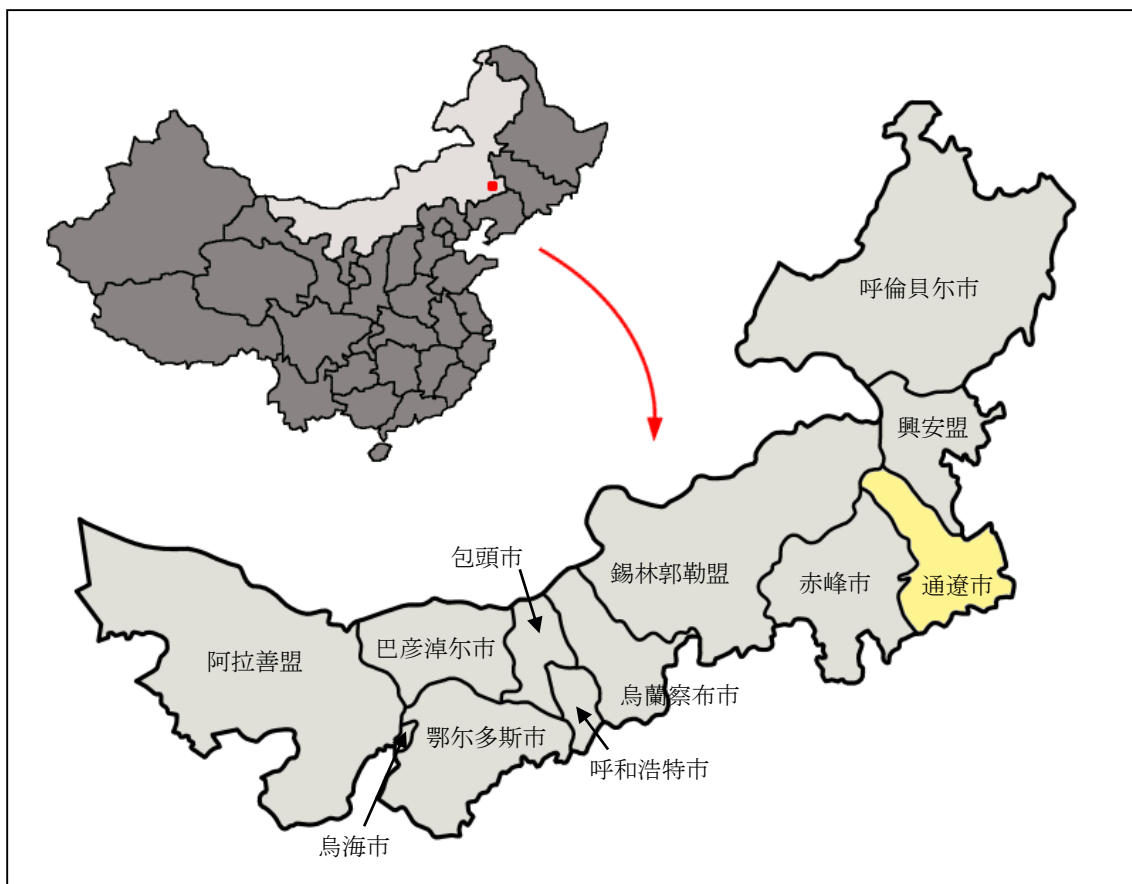 呼倫貝尔市
興安盟
包頭市
錫林郭勒盟
赤峰市
通遼市
巴彦淖尔市
阿拉善盟
烏蘭察布市
鄂尔多斯市
呼和浩特市
烏海市